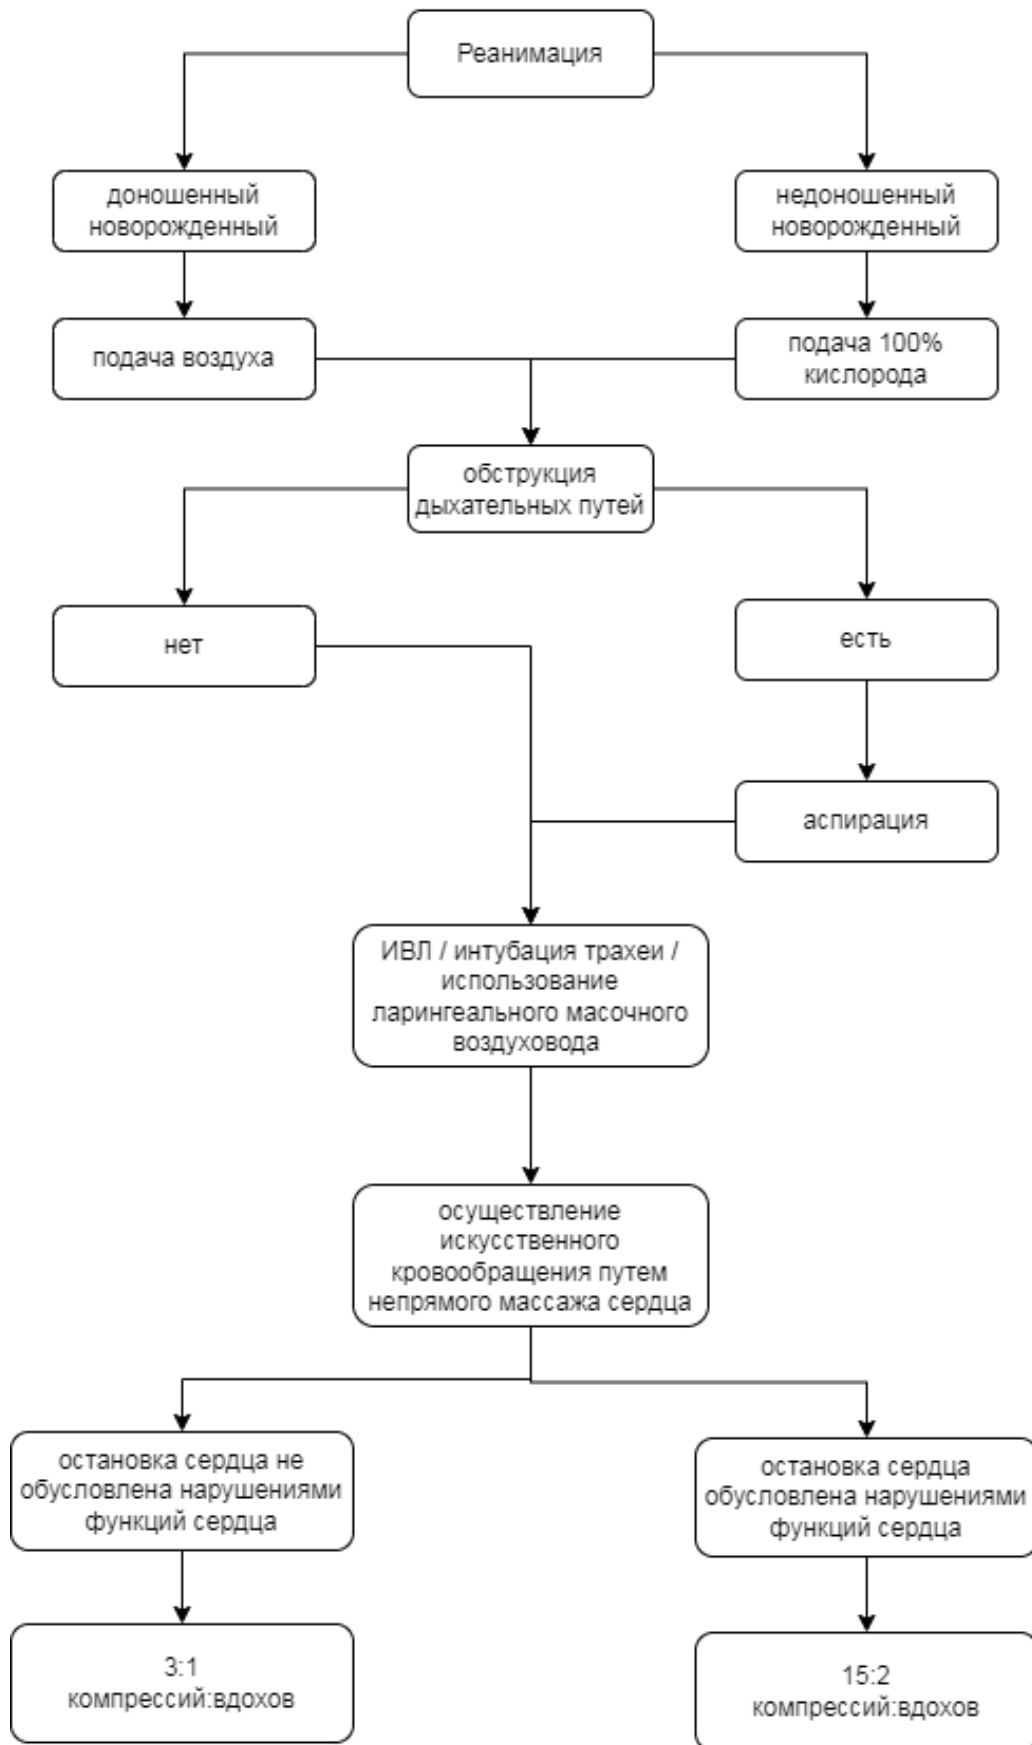 Реанимация
доношенный
новорожденный
недоношенный
новорожденный
подача воздуха
подача 100%
кислорода
обструкция
дыхательных путей
нет
есть
аспирация
ИВЛ / интубация трахеи /
использование
ларингеального масочного
воздуховода
осуществление
искусственного
кровообращения путем
непрямого массажа сердца
остановка сердца не
обусловлена нарушениями
функций сердца
остановка сердца
обусловлена нарушениями
функций сердца
3:1
компрессий:вдохов
15:2
компрессий:вдохов